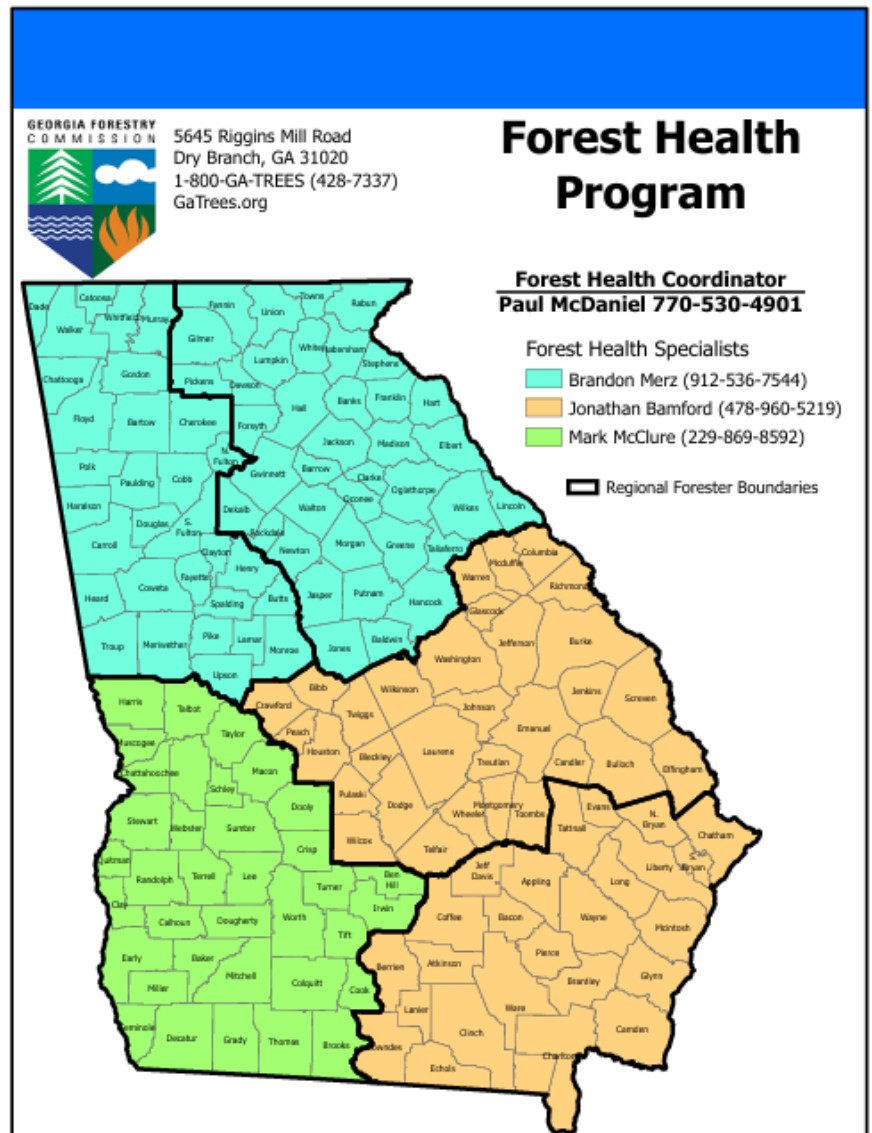 GEORGIA FORESTRY
COMMISSION
5645 Riggins Mill Road
Dry Branch, GA 31020
1-800-GA-TREES (428-7337)
GaTrees.org
Forest Health
Program
Forest Health Coordinator
Paul McDaniel 770-530-4901
Forest Health Specialists
Brandon Merz (912-536-7544)
Jonathan Bamford (478-960-5219)
Mark McClure (229-869-8592)
Regional Forester Boundaries
Dade
Catoosa
Walker
Whitfield
Murray
Fannin
Union
Towns
Rabun
Gilmer
Lumpkin
White
Habersham
Stephens
Chattooga
Gordon
Pickens
Dawson
Hall
Banks
Franklin
Hart
Floyd
Bartow
Cherokee
Forsyth
Jackson
Madison
Elbert
N.
Fulton
Polk
Paulding
Cobb
Gwinnett
Barrow
Clarke
Oconee
Oglethorpe
Wilkes
Lincoln
Haralson
Douglas
S.
Fulton
Dekalb
Walton
Rockdale
Carroll
Clayton
Newton
Morgan
Greene
Taliaferro
Henry
Fayette
Heard
Coweta
Spalding
Butts
Jasper
Putnam
Hancock
Troup
Meriwether
Pike
Lamar
Monroe
Jones
Baldwin
Upson
Warren
Mcduffie
Columbia
Richmond
Glascock
Jefferson
Burke
Washington
Harris
Talbot
Taylor
Crawford
Bibb
Twiggs
Wilkinson
Johnson
Jenkins
Screven
Emanuel
Muscogee
Chattahoochee
Macon
Peach
Houston
Bleckley
Laurens
Treutlen
Candler
Bulloch
Effingham
Schley
Dooly
Pulaski
Dodge
Wheeler
Montgomery
Toombs
Stewart
Webster
Sumter
Crisp
Wilcox
Telfair
Tattnall
Evans
N.
Bryan
Chatham
S.
Bryan
Quitman
Randolph
Terrell
Lee
Turner
Ben
Hill
Jeff
Davis
Appling
Long
Liberty
Clay
Calhoun
Dougherty
Worth
Irwin
Tift
Coffee
Bacon
Wayne
Mcintosh
Early
Baker
Mitchell
Miller
Colquitt
Cook
Berrien
Atkinson
Pierce
Brantley
Glynn
Seminole
Decatur
Grady
Thomas
Brooks
Lanier
Lowndes
Clinch
Ware
Echols
Charlton
Camden